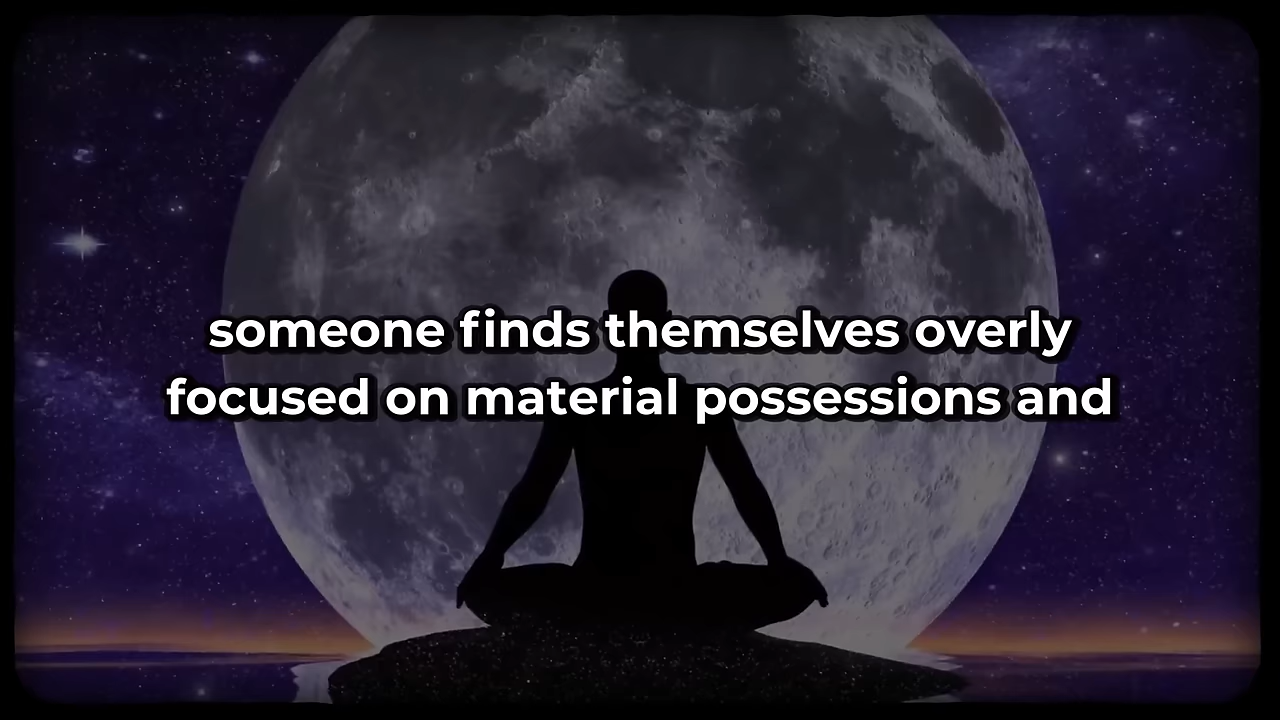 someone finds themselves overly
focused on material possessions and